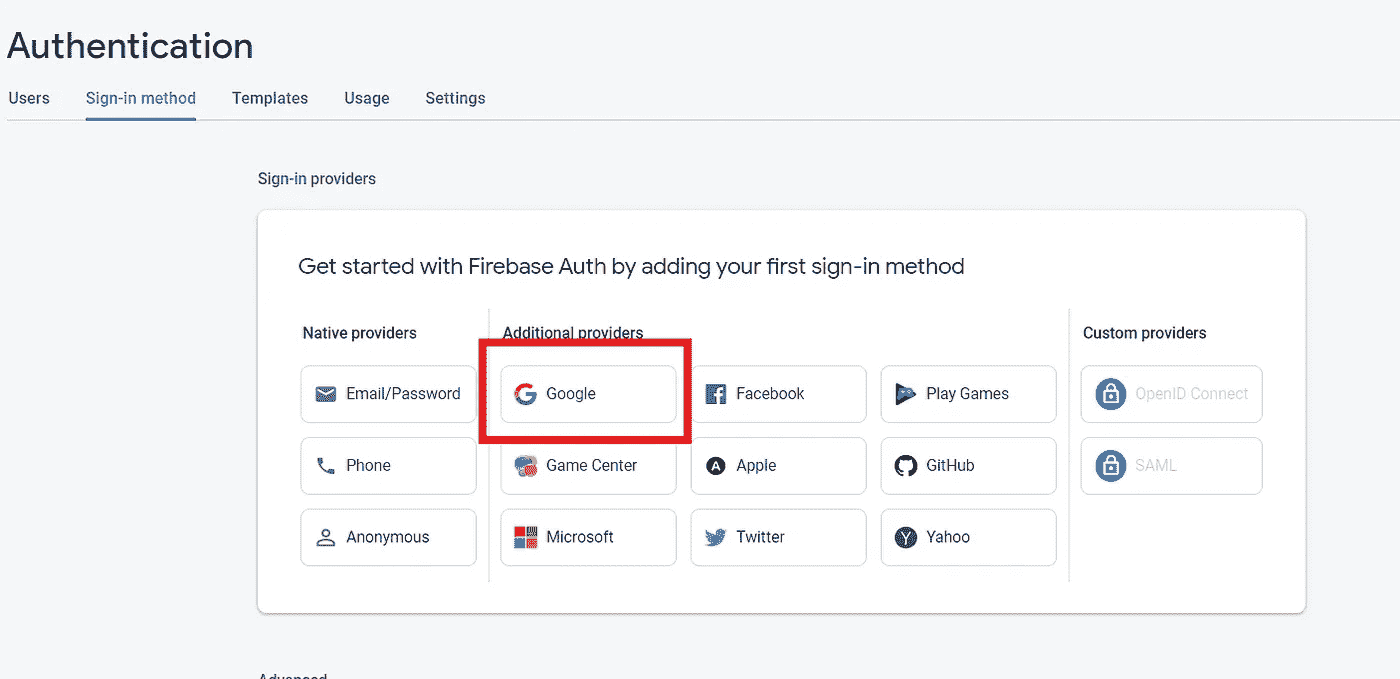 Authentication
Users Sign-in method Templates Usage Settings
Sign-in providers
Get started with Firebase Auth by adding your first sign-in method
Native providers Additional providers Custom providers
Email/Password Google Facebook Play Games OpenID Connect
Phone Game Center Apple GitHub SAML
Anonymous Microsoft Twitter Yahoo
Advanced